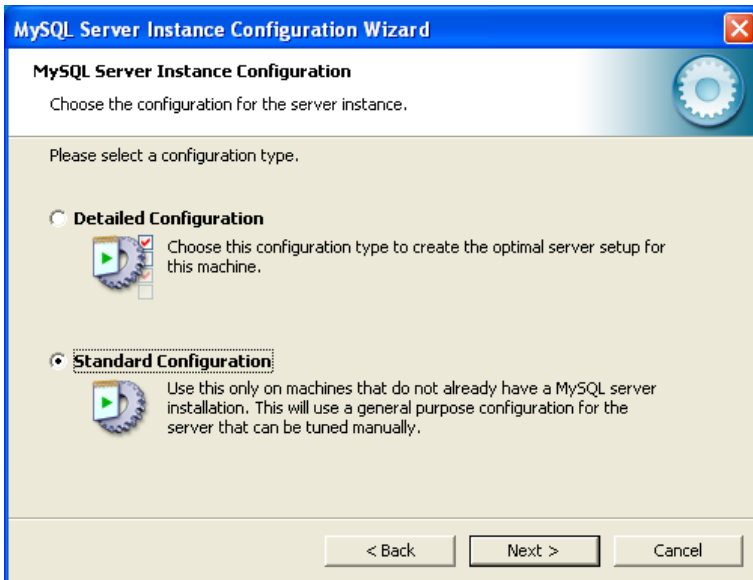 MySQL Server Instance Configuration Wizard
MySQL Server Instance Configuration
Choose the configuration for the server instance.
Please select a configuration type.
Detailed Configuration
Choose this configuration type to create the optimal server setup for
this machine.
Standard Configuration
Use this only on machines that do not already have a MySQL server
installation. This will use a general purpose configuration for the
server that can be tuned manually.
< Back Next > Cancel